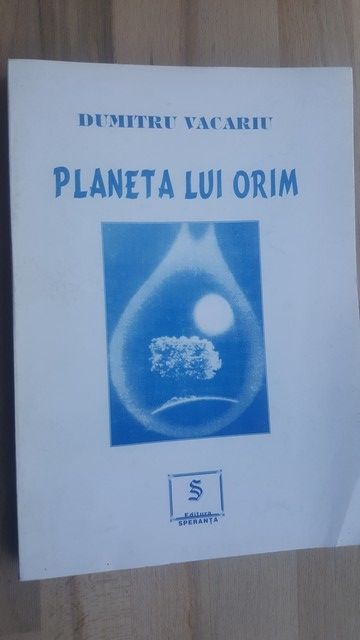 DUMITRU VACARIU
PLANETA LUI ORIM
S
Editura
SPERANȚA